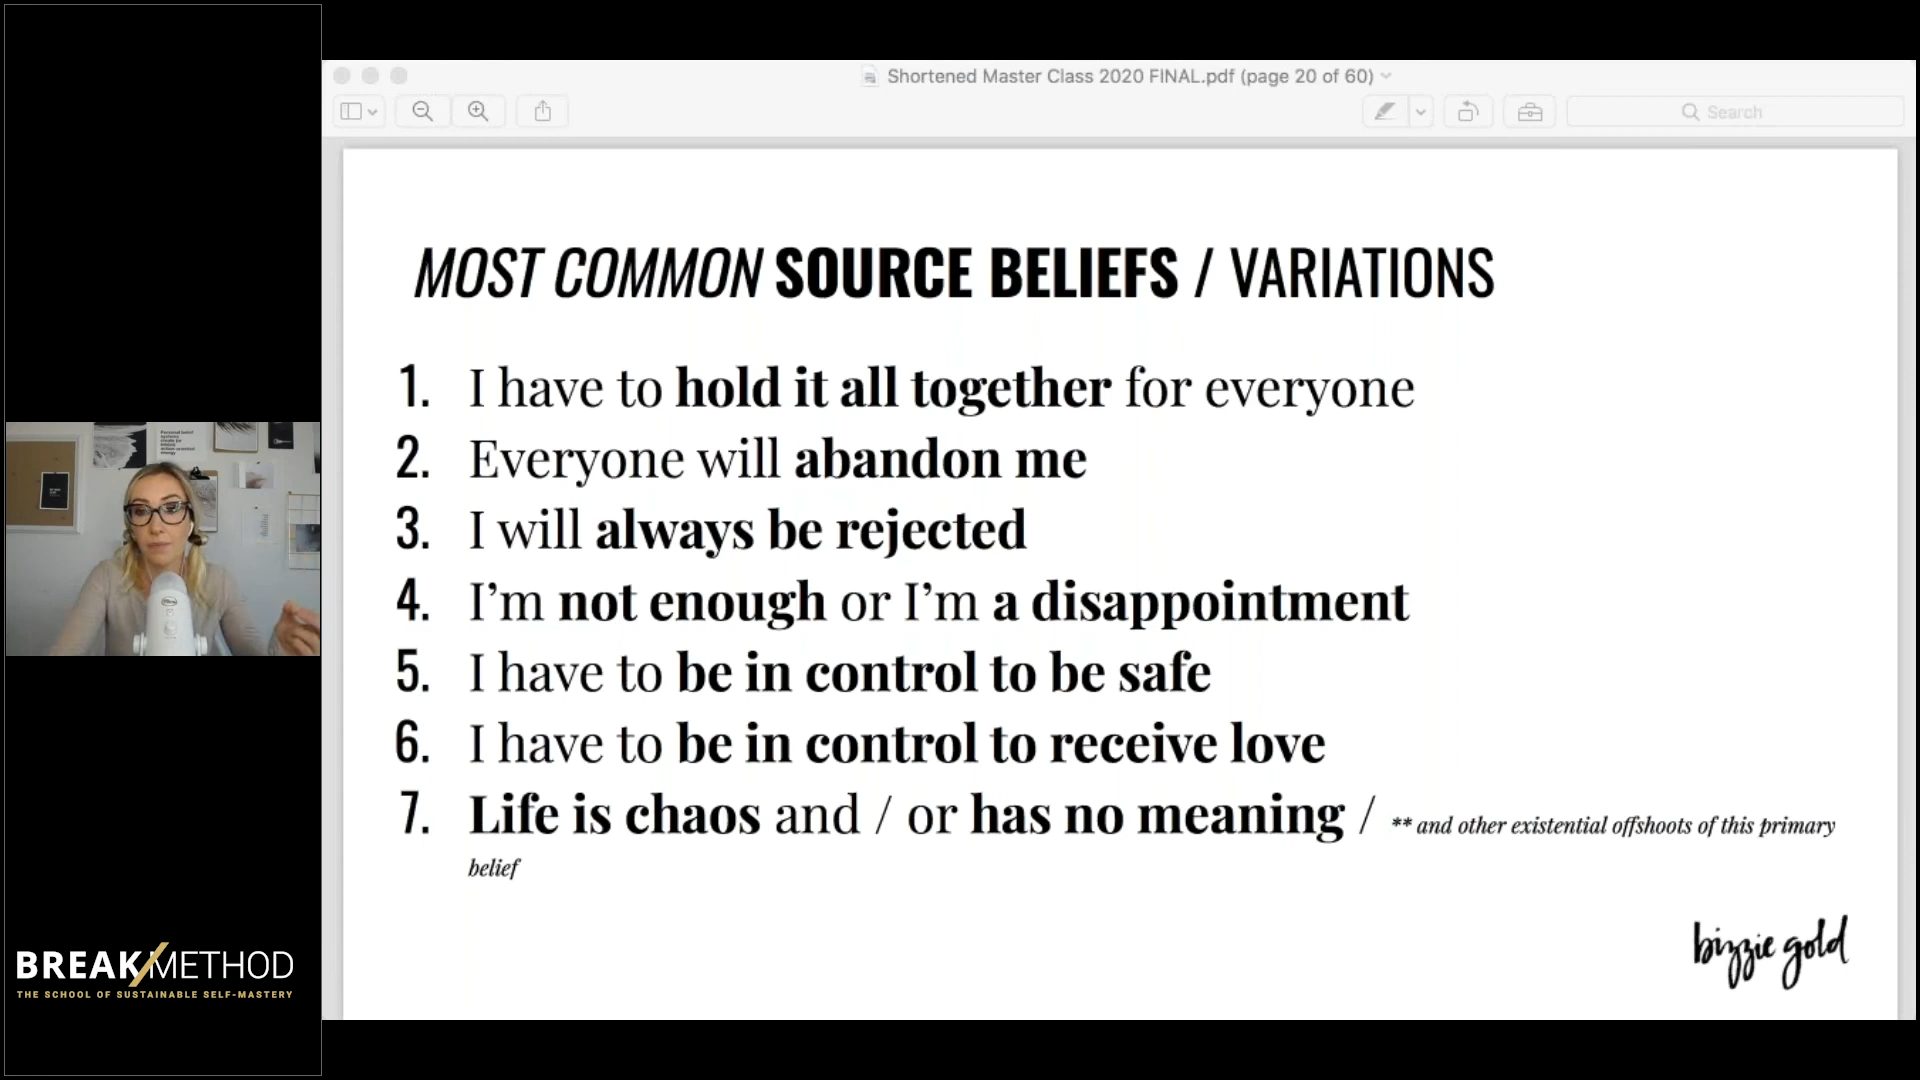 Shortened Master Class 2020 FINAL.pdf (page 20 of 60)
Search
MOST COMMON SOURCE BELIEFS / VARIATIONS
1. I have to hold it all together for everyone
2. Everyone will abandon me
3. I will always be rejected
4. I’m not enough or I’m a disappointment
5. I have to be in control to be safe
6. I have to be in control to receive love
7. Life is chaos and / or has no meaning / ** and other existential offshoots of this primary
belief
bizzie gold
BREAK/METHOD
THE SCHOOL OF SUSTAINABLE SELF-MASTERY